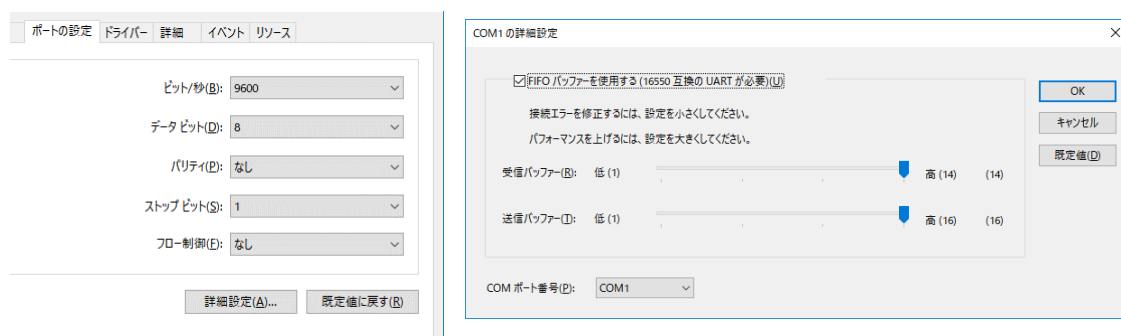 ポートの設定 ドライバー 詳細 イベント リソース
ビット/秒(B): 9600
データ ビット(D): 8
パリティ(P): なし
ストップ ビット(S): 1
フロー制御(F): なし
詳細設定(A)... 既定値に戻す(R)
COM1 の詳細設定
FIFO バッファーを使用する (16550 互換の UART が必要)(U)
接続エラーを修正するには、設定を小さくしてください。
パフォーマンスを上げるには、設定を大きくしてください。
受信バッファー(R): 低 (1) 高 (14) (14)
送信バッファー(T): 低 (1) 高 (16) (16)
COM ポート番号(P): COM1
OK
キャンセル
既定値(D)